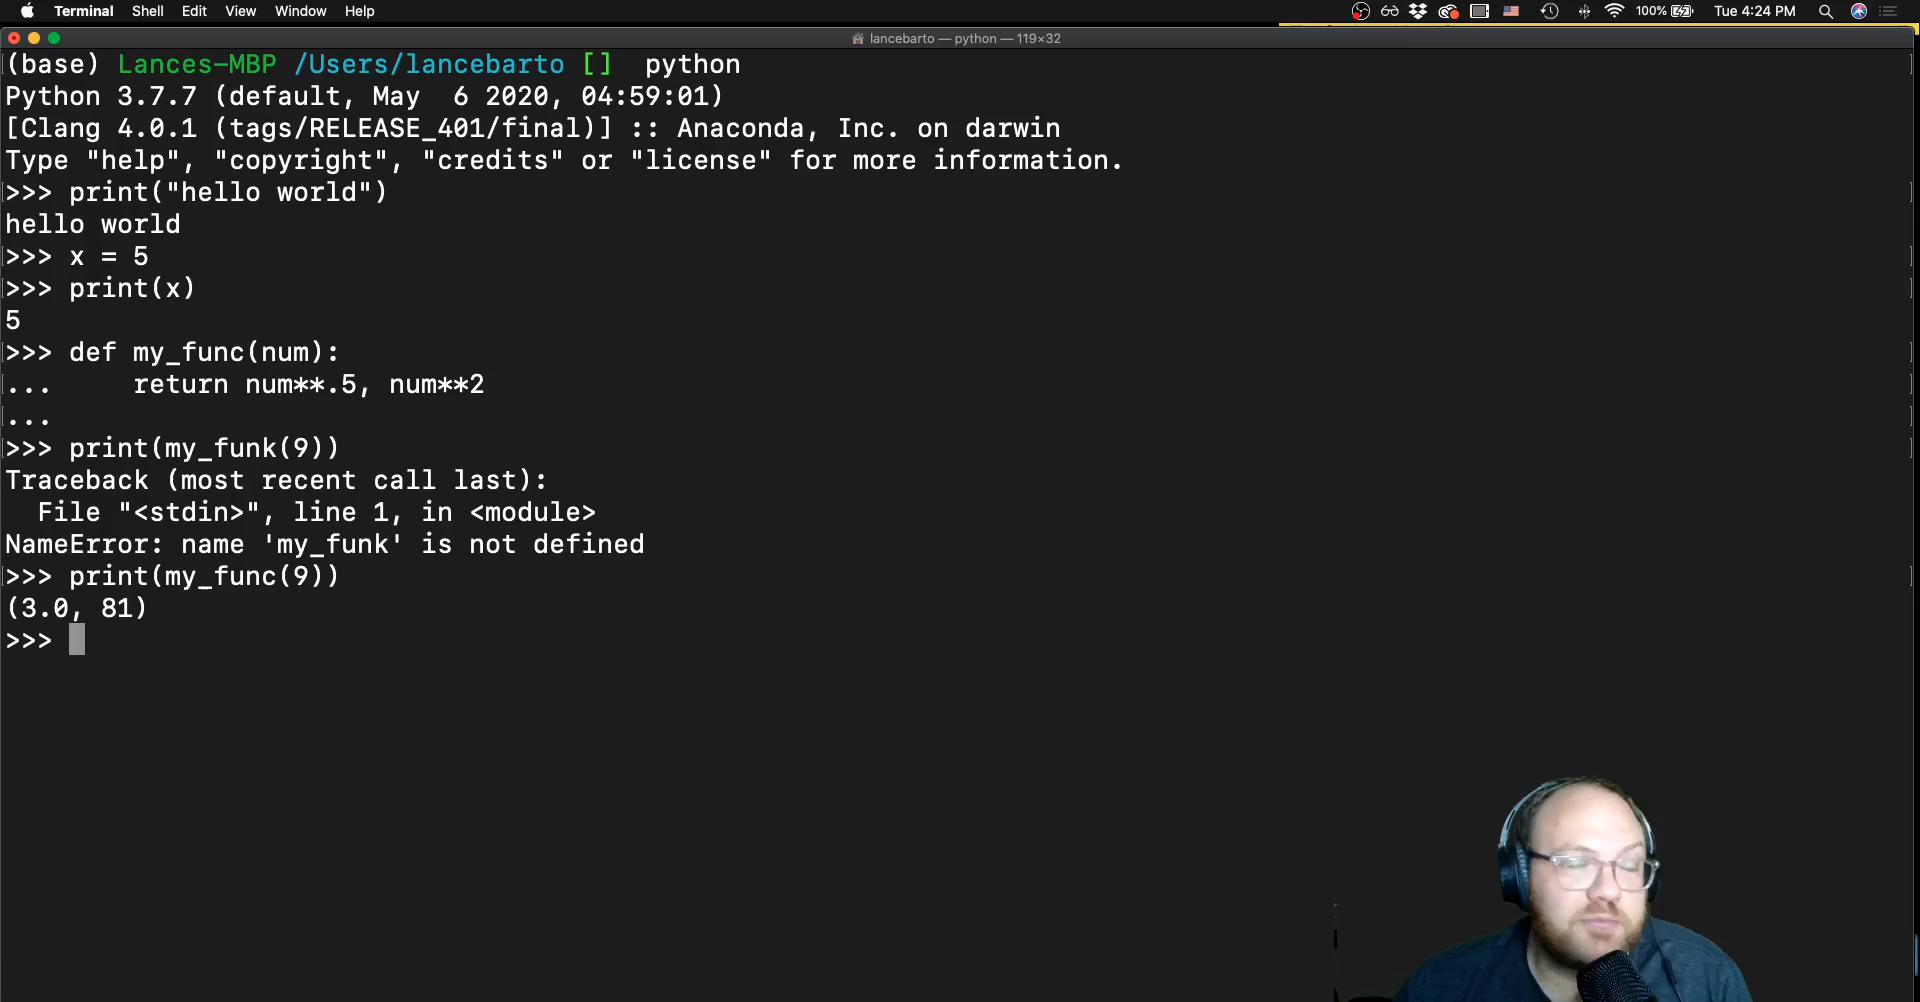 Terminal Shell Edit View Window Help 100% Tue 4:24 PM
lancebarto — python — 119×32
(base) Lances-MBP /Users/lancebarto [] python
Python 3.7.7 (default, May  6 2020, 04:59:01)
[Clang 4.0.1 (tags/RELEASE_401/final)] :: Anaconda, Inc. on darwin
Type "help", "copyright", "credits" or "license" for more information.
>>> print("hello world")
hello world
>>> x = 5
>>> print(x)
5
>>> def my_func(num):
...     return num**.5, num**2
...
>>> print(my_funk(9))
Traceback (most recent call last):
  File "<stdin>", line 1, in <module>
NameError: name 'my_funk' is not defined
>>> print(my_func(9))
(3.0, 81)
>>>